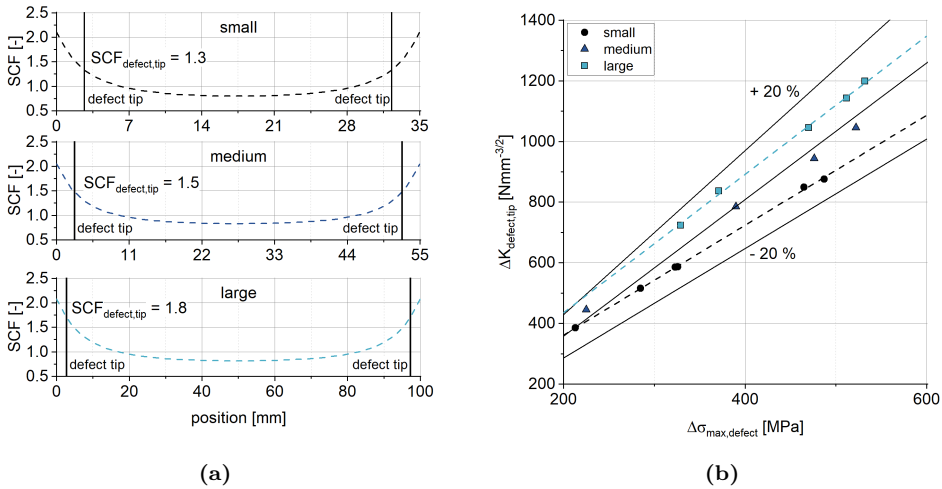 small
SCF [-]
2.5
2.0
1.5
1.0
0.5
SCF_defect,tip = 1.3
defect tip
defect tip
0 7 14 21 28 35
medium
SCF [-]
2.5
2.0
1.5
1.0
0.5
SCF_defect,tip = 1.5
defect tip
defect tip
0 11 22 33 44 55
large
SCF [-]
2.5
2.0
1.5
1.0
0.5
SCF_defect,tip = 1.8
defect tip
defect tip
0 20 40 60 80 100
position [mm]
(a)
ΔK_defect,tip [Nmm^-3/2]
1400
1200
1000
800
600
400
200
small
medium
large
+ 20 %
- 20 %
200 400 600
Δσ_max,defect [MPa]
(b)